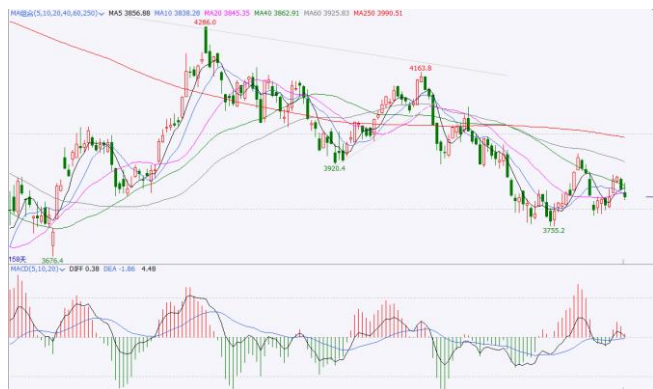 MA组合(5,10,20,40,60,250) MA5 3856.88 MA10 3838.28 MA20 3845.35 MA40 3862.91 MA60 3925.83 MA250 3990.51
4286.0
4163.8
3920.4
3755.2
159天
3676.4
MACD(5,10,20) DIFF 0.38 DEA -1.86 4.48